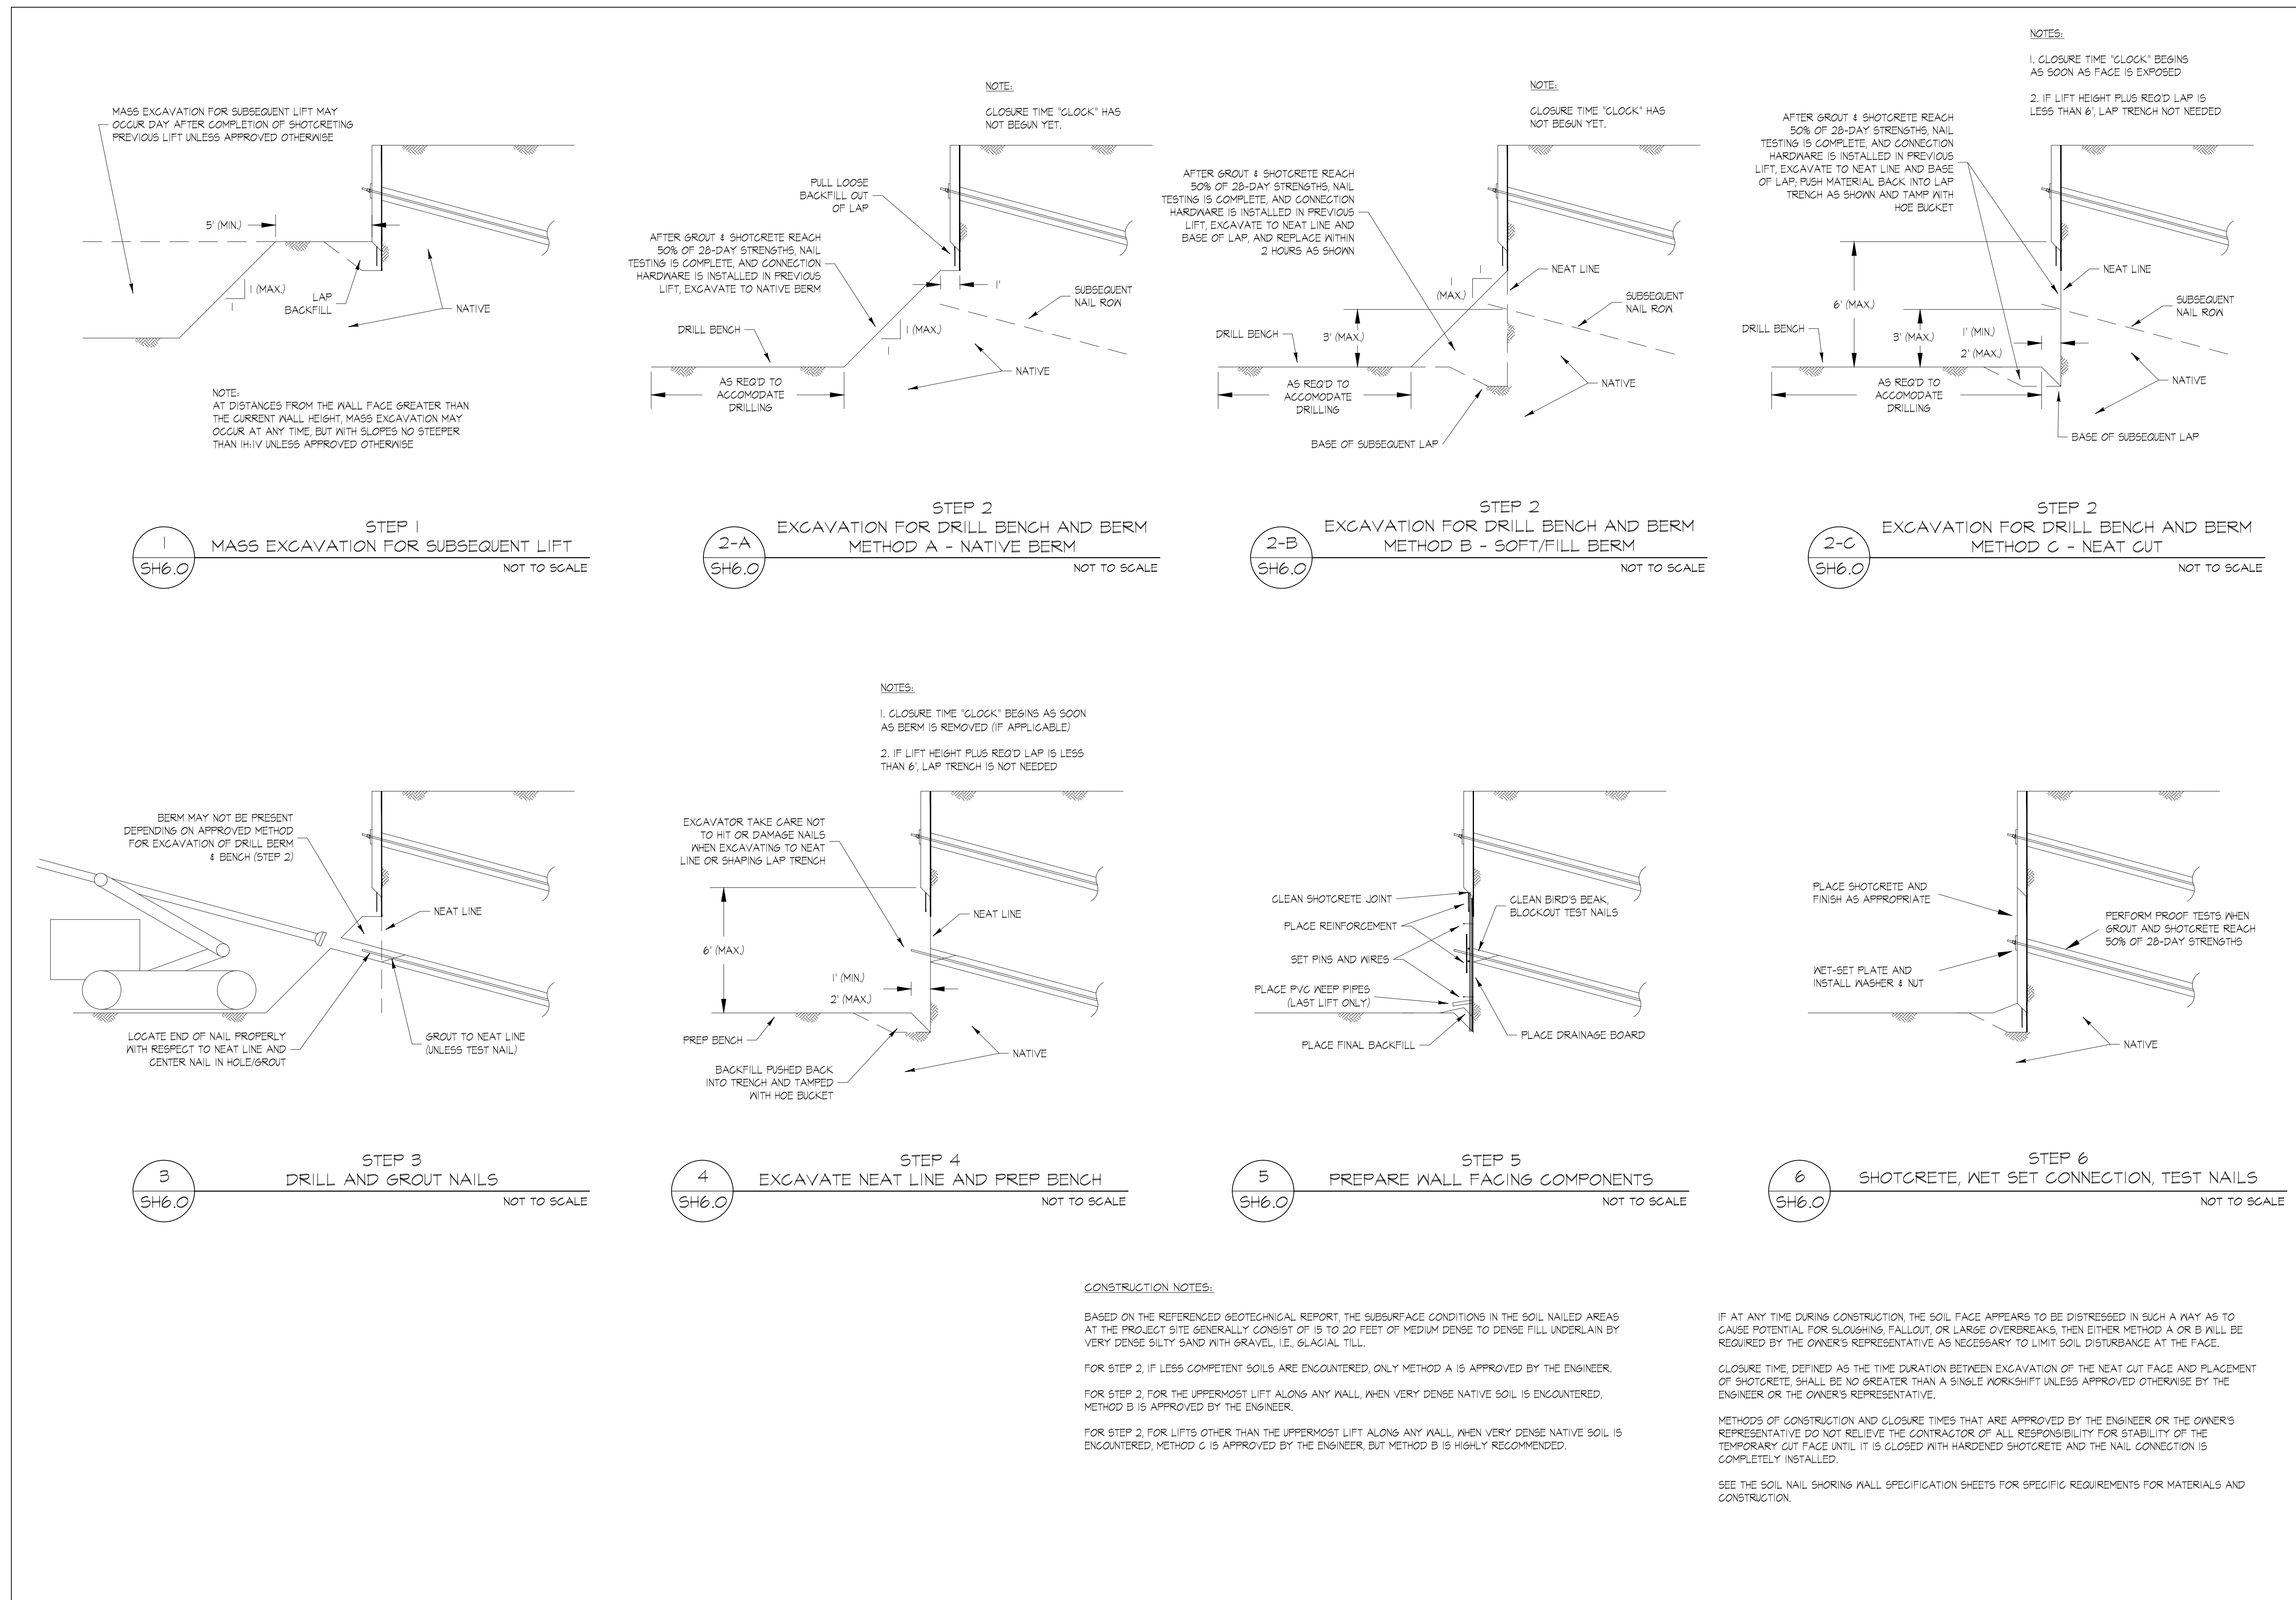 MASS EXCAVATION FOR SUBSEQUENT LIFT MAY
OCCUR DAY AFTER COMPLETION OF SHOTCRETING
PREVIOUS LIFT UNLESS APPROVED OTHERWISE
5' (MIN.)
1 (MAX.)
1
LAP
BACKFILL
NATIVE
NOTE:
AT DISTANCES FROM THE WALL FACE GREATER THAN
THE CURRENT WALL HEIGHT, MASS EXCAVATION MAY
OCCUR AT ANY TIME, BUT WITH SLOPES NO STEEPER
THAN 1H:1V UNLESS APPROVED OTHERWISE
1
SH6.0
STEP 1
MASS EXCAVATION FOR SUBSEQUENT LIFT
NOT TO SCALE
NOTE:
CLOSURE TIME "CLOCK" HAS
NOT BEGUN YET.
PULL LOOSE
BACKFILL OUT
OF LAP
AFTER GROUT & SHOTCRETE REACH
50% OF 28-DAY STRENGTHS, NAIL
TESTING IS COMPLETE, AND CONNECTION
HARDWARE IS INSTALLED IN PREVIOUS
LIFT, EXCAVATE TO NATIVE BERM
1'
SUBSEQUENT
NAIL ROW
DRILL BENCH
1 (MAX.)
1
NATIVE
AS REQ'D TO
ACCOMODATE
DRILLING
2-A
SH6.0
STEP 2
EXCAVATION FOR DRILL BENCH AND BERM
METHOD A - NATIVE BERM
NOT TO SCALE
NOTE:
CLOSURE TIME "CLOCK" HAS
NOT BEGUN YET.
AFTER GROUT & SHOTCRETE REACH
50% OF 28-DAY STRENGTHS, NAIL
TESTING IS COMPLETE, AND CONNECTION
HARDWARE IS INSTALLED IN PREVIOUS
LIFT, EXCAVATE TO NEAT LINE AND
BASE OF LAP, AND REPLACE WITHIN
2 HOURS AS SHOWN
1
1
(MAX.)
NEAT LINE
SUBSEQUENT
NAIL ROW
DRILL BENCH
3' (MAX.)
NATIVE
AS REQ'D TO
ACCOMODATE
DRILLING
BASE OF SUBSEQUENT LAP
2-B
SH6.0
STEP 2
EXCAVATION FOR DRILL BENCH AND BERM
METHOD B - SOFT/FILL BERM
NOT TO SCALE
NOTES:
1. CLOSURE TIME "CLOCK" BEGINS
AS SOON AS FACE IS EXPOSED
2. IF LIFT HEIGHT PLUS REQ'D LAP IS
LESS THAN 6', LAP TRENCH NOT NEEDED
AFTER GROUT & SHOTCRETE REACH
50% OF 28-DAY STRENGTHS, NAIL
TESTING IS COMPLETE, AND CONNECTION
HARDWARE IS INSTALLED IN PREVIOUS
LIFT, EXCAVATE TO NEAT LINE AND BASE
OF LAP; PUSH MATERIAL BACK INTO LAP
TRENCH AS SHOWN AND TAMP WITH
HOE BUCKET
NEAT LINE
6' (MAX.)
SUBSEQUENT
NAIL ROW
DRILL BENCH
3' (MAX.)
1' (MIN.)
2' (MAX.)
NATIVE
AS REQ'D TO
ACCOMODATE
DRILLING
BASE OF SUBSEQUENT LAP
2-C
SH6.0
STEP 2
EXCAVATION FOR DRILL BENCH AND BERM
METHOD C - NEAT CUT
NOT TO SCALE
BERM MAY NOT BE PRESENT
DEPENDING ON APPROVED METHOD
FOR EXCAVATION OF DRILL BERM
& BENCH (STEP 2)
NEAT LINE
LOCATE END OF NAIL PROPERLY
WITH RESPECT TO NEAT LINE AND
CENTER NAIL IN HOLE/GROUT
GROUT TO NEAT LINE
(UNLESS TEST NAIL)
3
SH6.0
STEP 3
DRILL AND GROUT NAILS
NOT TO SCALE
NOTES:
1. CLOSURE TIME "CLOCK" BEGINS AS SOON
AS BERM IS REMOVED (IF APPLICABLE)
2. IF LIFT HEIGHT PLUS REQ'D LAP IS LESS
THAN 6', LAP TRENCH IS NOT NEEDED
EXCAVATOR TAKE CARE NOT
TO HIT OR DAMAGE NAILS
WHEN EXCAVATING TO NEAT
LINE OR SHAPING LAP TRENCH
NEAT LINE
6' (MAX.)
1' (MIN.)
2' (MAX.)
PREP BENCH
NATIVE
BACKFILL PUSHED BACK
INTO TRENCH AND TAMPED
WITH HOE BUCKET
4
SH6.0
STEP 4
EXCAVATE NEAT LINE AND PREP BENCH
NOT TO SCALE
CLEAN SHOTCRETE JOINT
PLACE REINFORCEMENT
SET PINS AND WIRES
PLACE PVC WEEP PIPES
(LAST LIFT ONLY)
PLACE FINAL BACKFILL
CLEAN BIRD'S BEAK,
BLOCKOUT TEST NAILS
PLACE DRAINAGE BOARD
5
SH6.0
STEP 5
PREPARE WALL FACING COMPONENTS
NOT TO SCALE
PLACE SHOTCRETE AND
FINISH AS APPROPRIATE
WET-SET PLATE AND
INSTALL WASHER & NUT
PERFORM PROOF TESTS WHEN
GROUT AND SHOTCRETE REACH
50% OF 28-DAY STRENGTHS
NATIVE
6
SH6.0
STEP 6
SHOTCRETE, WET SET CONNECTION, TEST NAILS
NOT TO SCALE
CONSTRUCTION NOTES:
BASED ON THE REFERENCED GEOTECHNICAL REPORT, THE SUBSURFACE CONDITIONS IN THE SOIL NAILED AREAS
AT THE PROJECT SITE GENERALLY CONSIST OF 15 TO 20 FEET OF MEDIUM DENSE TO DENSE FILL UNDERLAIN BY
VERY DENSE SILTY SAND WITH GRAVEL, I.E., GLACIAL TILL.
FOR STEP 2, IF LESS COMPETENT SOILS ARE ENCOUNTERED, ONLY METHOD A IS APPROVED BY THE ENGINEER.
FOR STEP 2, FOR THE UPPERMOST LIFT ALONG ANY WALL, WHEN VERY DENSE NATIVE SOIL IS ENCOUNTERED,
METHOD B IS APPROVED BY THE ENGINEER.
FOR STEP 2, FOR LIFTS OTHER THAN THE UPPERMOST LIFT ALONG ANY WALL, WHEN VERY DENSE NATIVE SOIL IS
ENCOUNTERED, METHOD C IS APPROVED BY THE ENGINEER, BUT METHOD B IS HIGHLY RECOMMENDED.
IF AT ANY TIME DURING CONSTRUCTION, THE SOIL FACE APPEARS TO BE DISTRESSED IN SUCH A WAY AS TO
CAUSE POTENTIAL FOR SLOUGHING, FALLOUT, OR LARGE OVERBREAKS, THEN EITHER METHOD A OR B WILL BE
REQUIRED BY THE OWNER'S REPRESENTATIVE AS NECESSARY TO LIMIT SOIL DISTURBANCE AT THE FACE.
CLOSURE TIME, DEFINED AS THE TIME DURATION BETWEEN EXCAVATION OF THE NEAT CUT FACE AND PLACEMENT
OF SHOTCRETE, SHALL BE NO GREATER THAN A SINGLE WORKSHIFT UNLESS APPROVED OTHERWISE BY THE
ENGINEER OR THE OWNER'S REPRESENTATIVE.
METHODS OF CONSTRUCTION AND CLOSURE TIMES THAT ARE APPROVED BY THE ENGINEER OR THE OWNER'S
REPRESENTATIVE DO NOT RELIEVE THE CONTRACTOR OF ALL RESPONSIBILITY FOR STABILITY OF THE
TEMPORARY CUT FACE UNTIL IT IS CLOSED WITH HARDENED SHOTCRETE AND THE NAIL CONNECTION IS
COMPLETELY INSTALLED.
SEE THE SOIL NAIL SHORING WALL SPECIFICATION SHEETS FOR SPECIFIC REQUIREMENTS FOR MATERIALS AND
CONSTRUCTION.